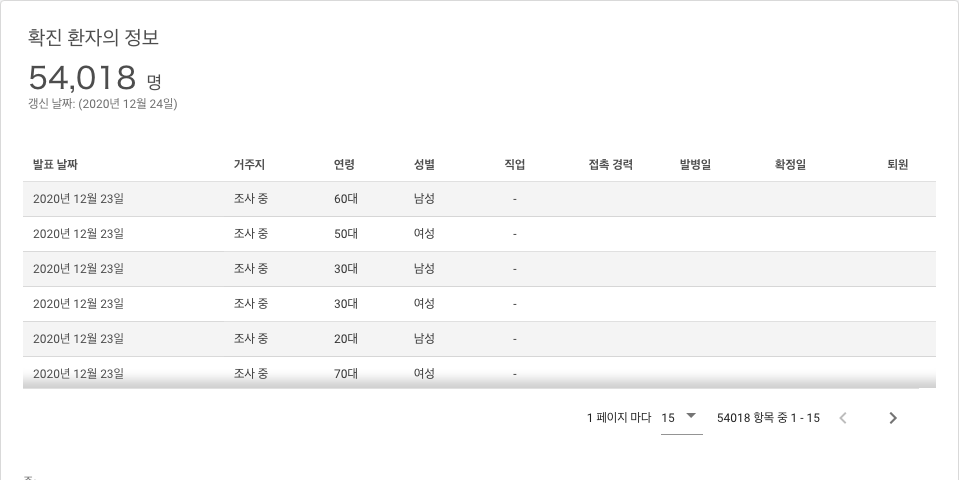 확진 환자의 정보
54,018 명
갱신 날짜: (2020년 12월 24일)
발표 날짜 거주지 연령 성별 직업 접촉 경력 발병일 확정일 퇴원
2020년 12월 23일 조사 중 60대 남성 -
2020년 12월 23일 조사 중 50대 여성 -
2020년 12월 23일 조사 중 30대 남성 -
2020년 12월 23일 조사 중 30대 여성 -
2020년 12월 23일 조사 중 20대 남성 -
2020년 12월 23일 조사 중 70대 여성 -
1 페이지 마다 15 54018 항목 중 1 - 15